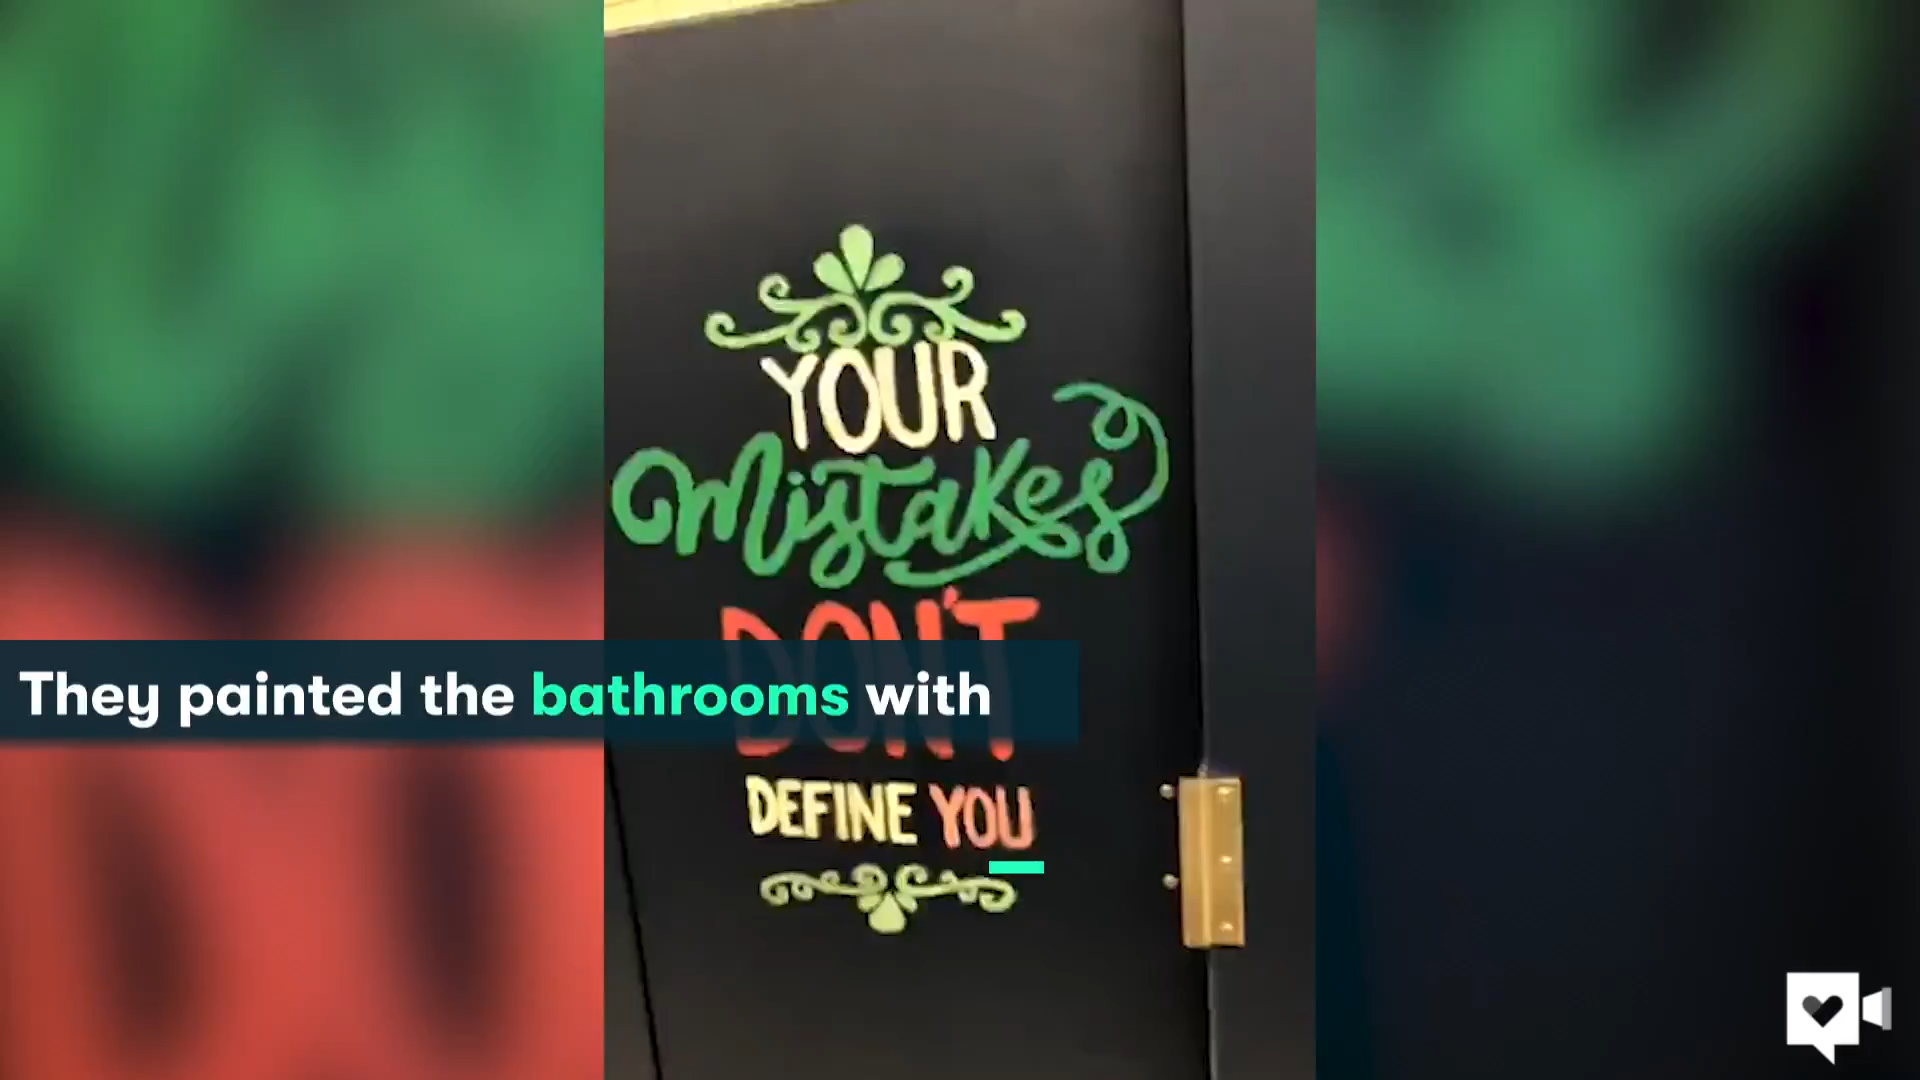 YOUR
Mistakes
DON'T
They painted the bathrooms with
DEFINE YOU